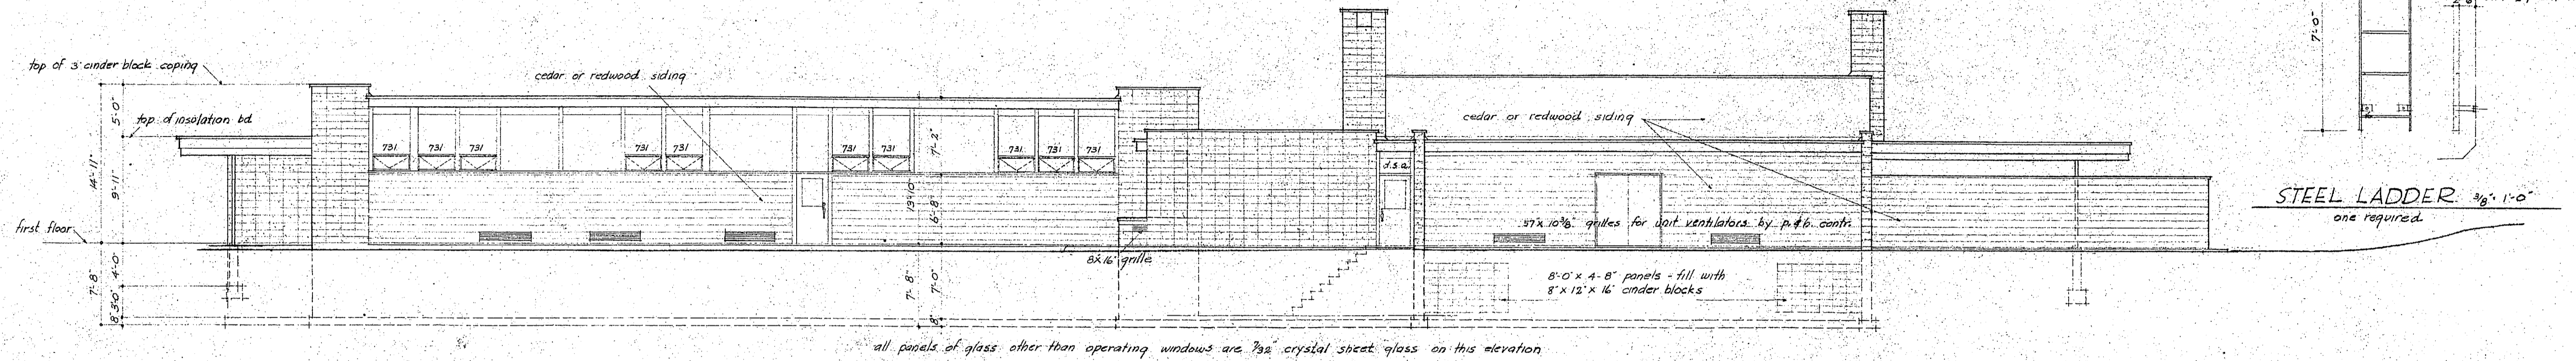 7'-0"
top of 3" cinder block coping
cedar or redwood siding
5'-0"
top of insolation bd
cedar or redwood siding
731 731 731 731 731 731 731 731 731 731
7'-2"
d.s.a.
14'-11"
9'-11"
13'-10"
6'-8"
STEEL LADDER 3/8" = 1'-0"
one required
first floor
57" x 10 3/8" grilles for unit ventilators by p. & h. contr.
8" x 16" grille
8'-0" x 4'-8" panels - fill with
8" x 12" x 16" cinder blocks
7'-8"
4'-0"
3'-0"
8"
7'-8"
7'-0"
8"
all panels of glass other than operating windows are 7/32" crystal sheet glass on this elevation